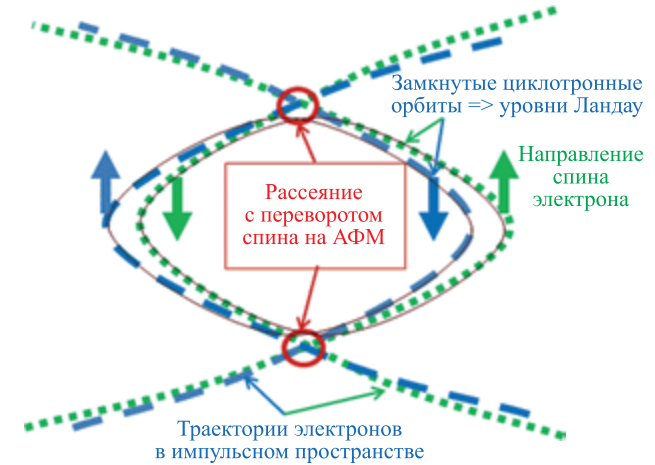 Замкнутые циклотронные
орбиты => уровни Ландау
Направление
спина
электрона
Рассеяние
с переворотом
спина на АФМ
Траектории электронов
в импульсном пространстве